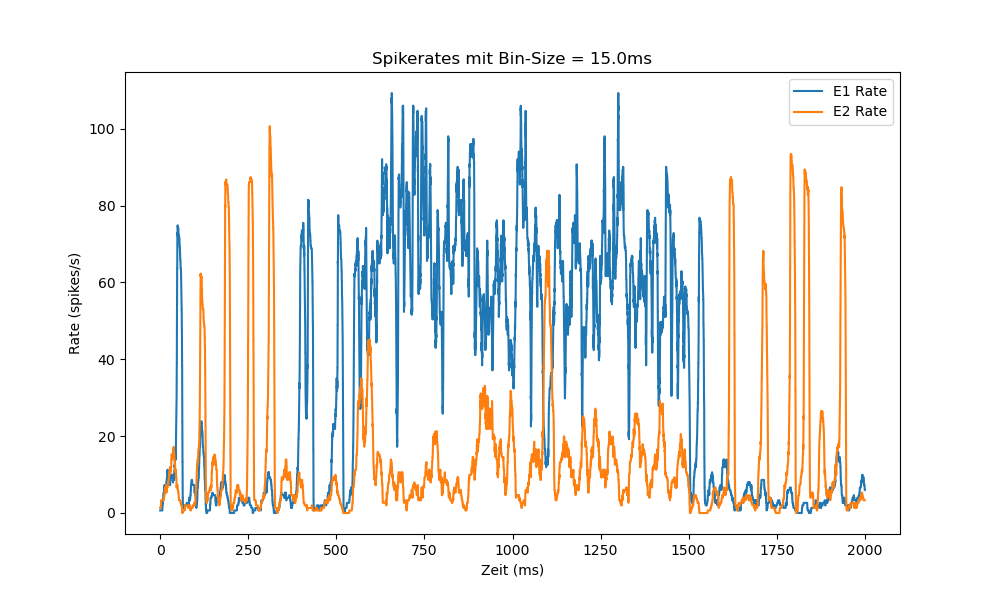 Spikerates mit Bin-Size = 15.0ms
E1 Rate
E2 Rate
Rate (spikes/s)
100
80
60
40
20
0
0 250 500 750 1000 1250 1500 1750 2000
Zeit (ms)